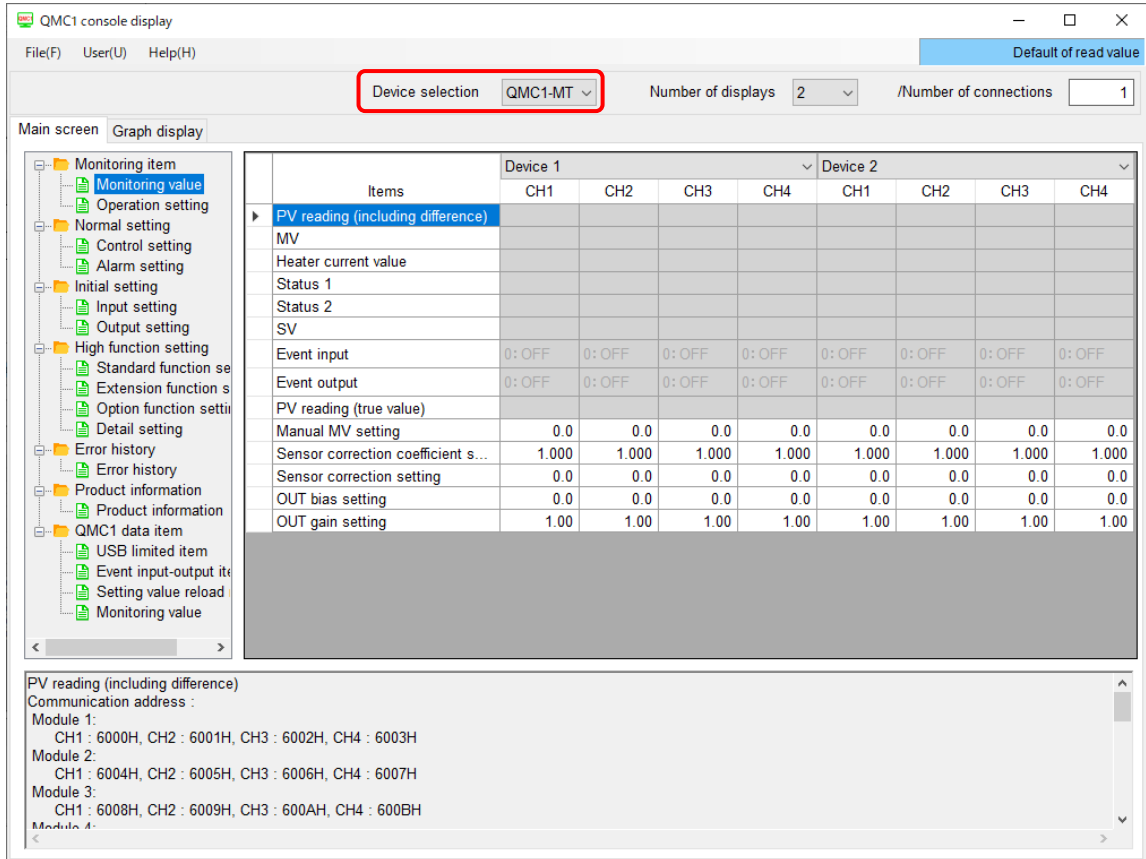 QMC1 console display
File(F) User(U) Help(H) Default of read value
Device selection QMC1-MT Number of displays 2 /Number of connections 1
Main screen Graph display
Monitoring item
Monitoring value
Operation setting
Normal setting
Control setting
Alarm setting
Initial setting
Input setting
Output setting
High function setting
Standard function se
Extension function s
Option function settin
Detail setting
Error history
Error history
Product information
Product information
QMC1 data item
USB limited item
Event input-output ite
Setting value reload
Monitoring value
Device 1 Device 2
Items CH1 CH2 CH3 CH4 CH1 CH2 CH3 CH4
PV reading (including difference)
MV
Heater current value
Status 1
Status 2
SV
Event input 0: OFF 0: OFF 0: OFF 0: OFF 0: OFF 0: OFF 0: OFF 0: OFF
Event output 0: OFF 0: OFF 0: OFF 0: OFF 0: OFF 0: OFF 0: OFF 0: OFF
PV reading (true value)
Manual MV setting 0.0 0.0 0.0 0.0 0.0 0.0 0.0 0.0
Sensor correction coefficient s... 1.000 1.000 1.000 1.000 1.000 1.000 1.000 1.000
Sensor correction setting 0.0 0.0 0.0 0.0 0.0 0.0 0.0 0.0
OUT bias setting 0.0 0.0 0.0 0.0 0.0 0.0 0.0 0.0
OUT gain setting 1.00 1.00 1.00 1.00 1.00 1.00 1.00 1.00
PV reading (including difference)
Communication address :
Module 1:
CH1 : 6000H, CH2 : 6001H, CH3 : 6002H, CH4 : 6003H
Module 2:
CH1 : 6004H, CH2 : 6005H, CH3 : 6006H, CH4 : 6007H
Module 3:
CH1 : 6008H, CH2 : 6009H, CH3 : 600AH, CH4 : 600BH
Module 4: